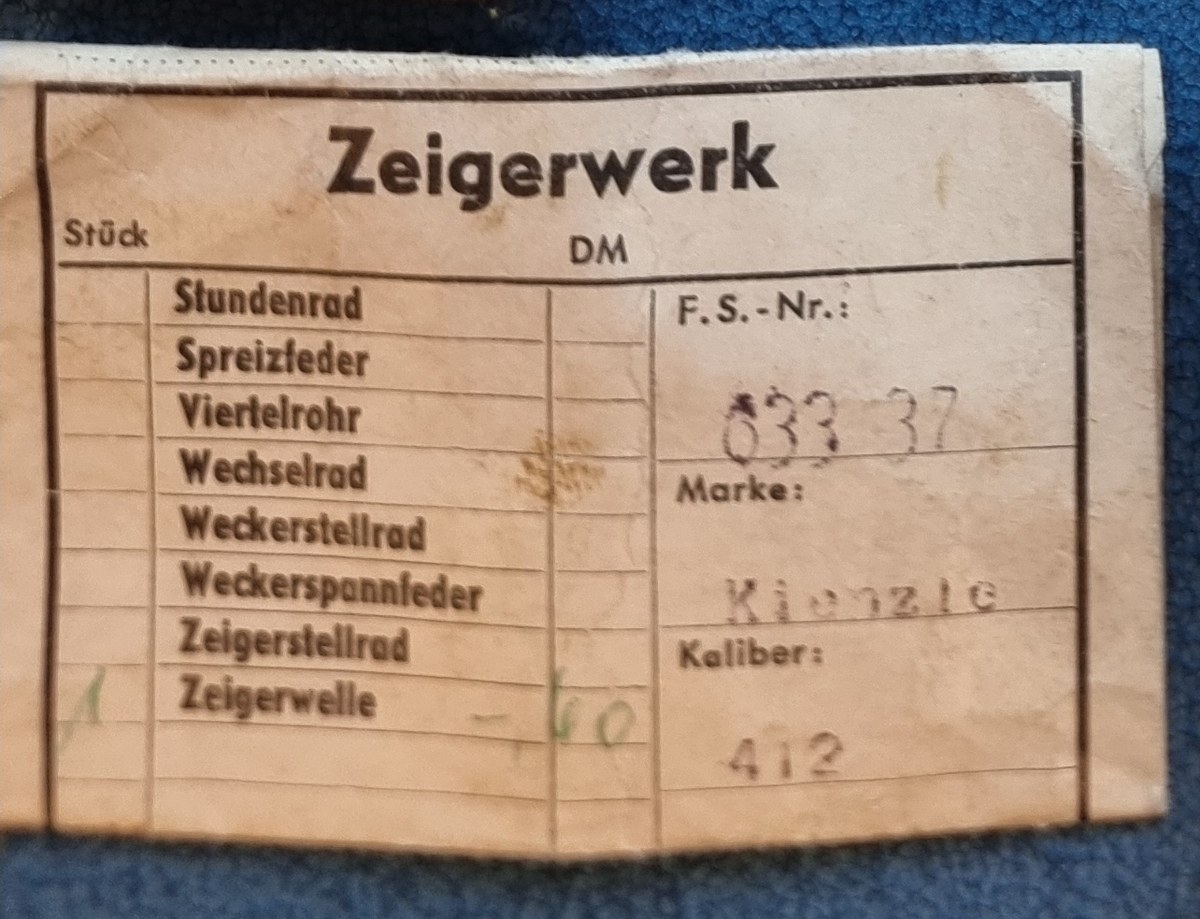 Zeigerwerk
Stück DM
Stundenrad
Spreizfeder
Viertelrohr
Wechselrad
Weckerstellrad
Weckerspannfeder
Zeigerstellrad
1 Zeigerwelle -,60
F.S.-Nr.:
033 37
Marke:
Kienzle
Kaliber:
412